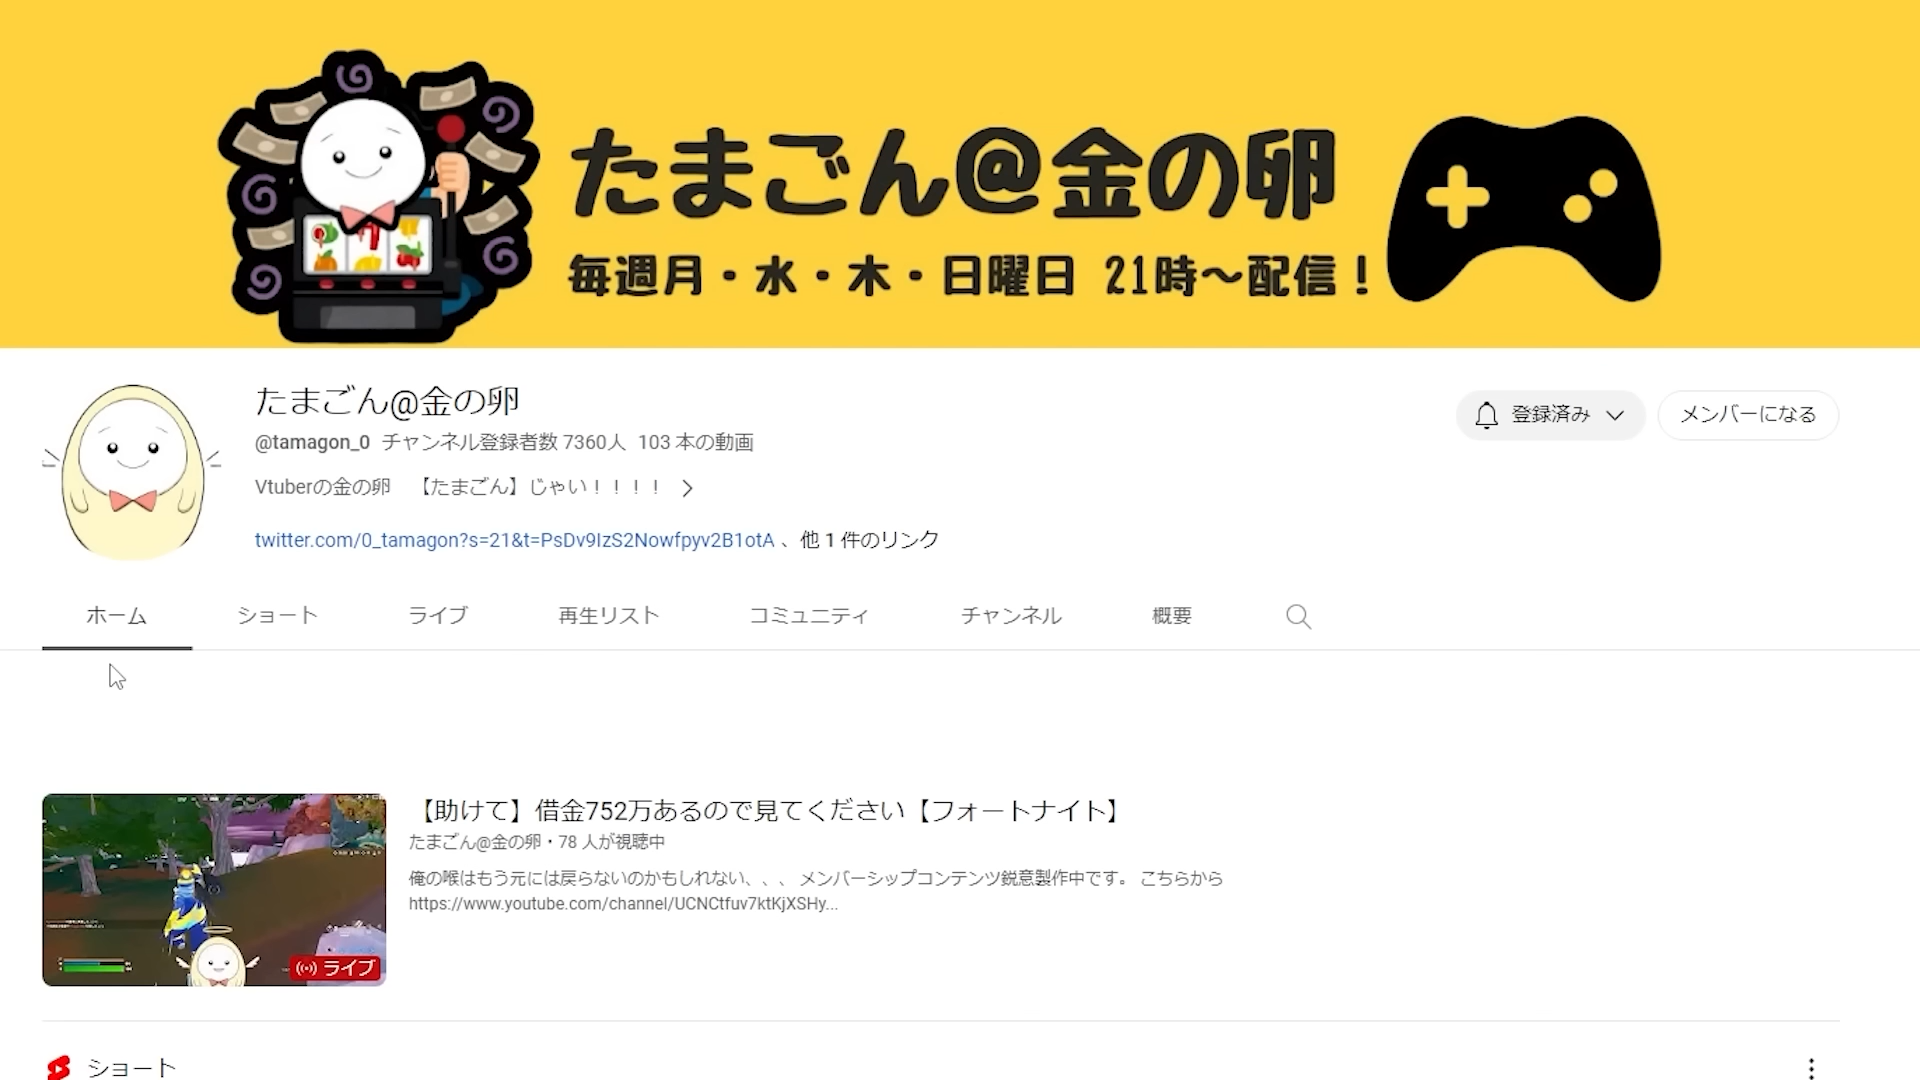 たまごん@金の卵
毎週月・水・木・日曜日 21時〜配信！
たまごん@金の卵
@tamagon_0 チャンネル登録者数 7360人 103 本の動画
Vtuberの金の卵 【たまごん】じゃい！！！！
twitter.com/0_tamagon?s=21&t=PsDv9IzS2Nowfpyv2B1otA 、他 1 件のリンク
登録済み
メンバーになる
ホーム ショート ライブ 再生リスト コミュニティ チャンネル 概要
【助けて】借金752万あるので見てください【フォートナイト】
たまごん@金の卵・78 人が視聴中
俺の喉はもう元には戻らないのかもしれない、、、 メンバーシップコンテンツ鋭意製作中です。 こちらから
https://www.youtube.com/channel/UCNCtfuv7ktKjXSHy...
ライブ
ショート